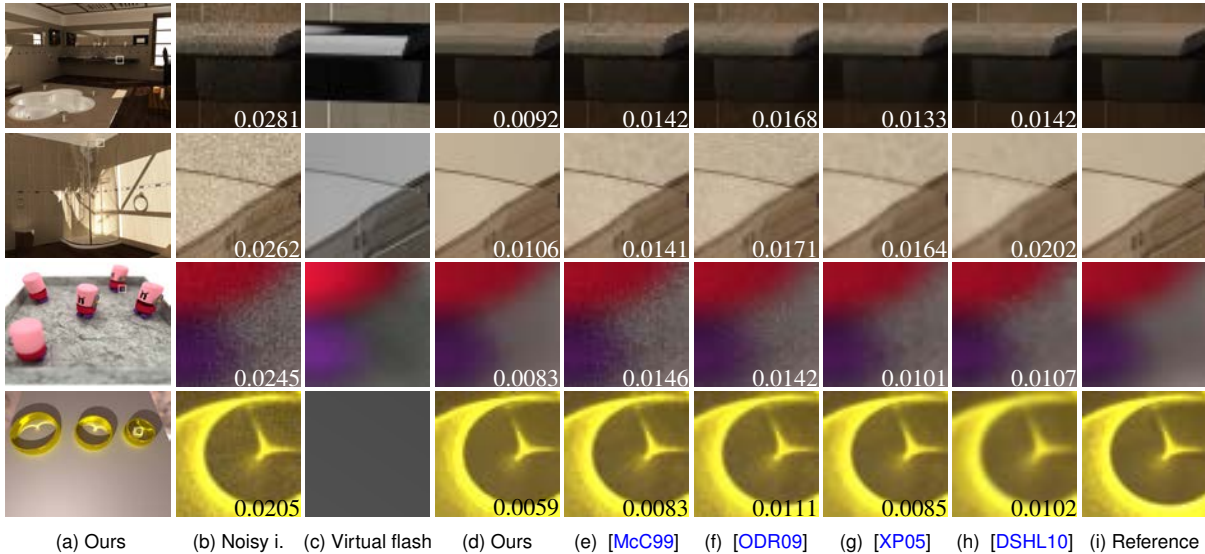 0.0281 0.0092 0.0142 0.0168 0.0133 0.0142
0.0262 0.0106 0.0141 0.0171 0.0164 0.0202
0.0245 0.0083 0.0146 0.0142 0.0101 0.0107
0.0205 0.0059 0.0083 0.0111 0.0085 0.0102
(a) Ours (b) Noisy i. (c) Virtual flash (d) Ours (e) [McC99] (f) [ODR09] (g) [XP05] (h) [DSHL10] (i) Reference